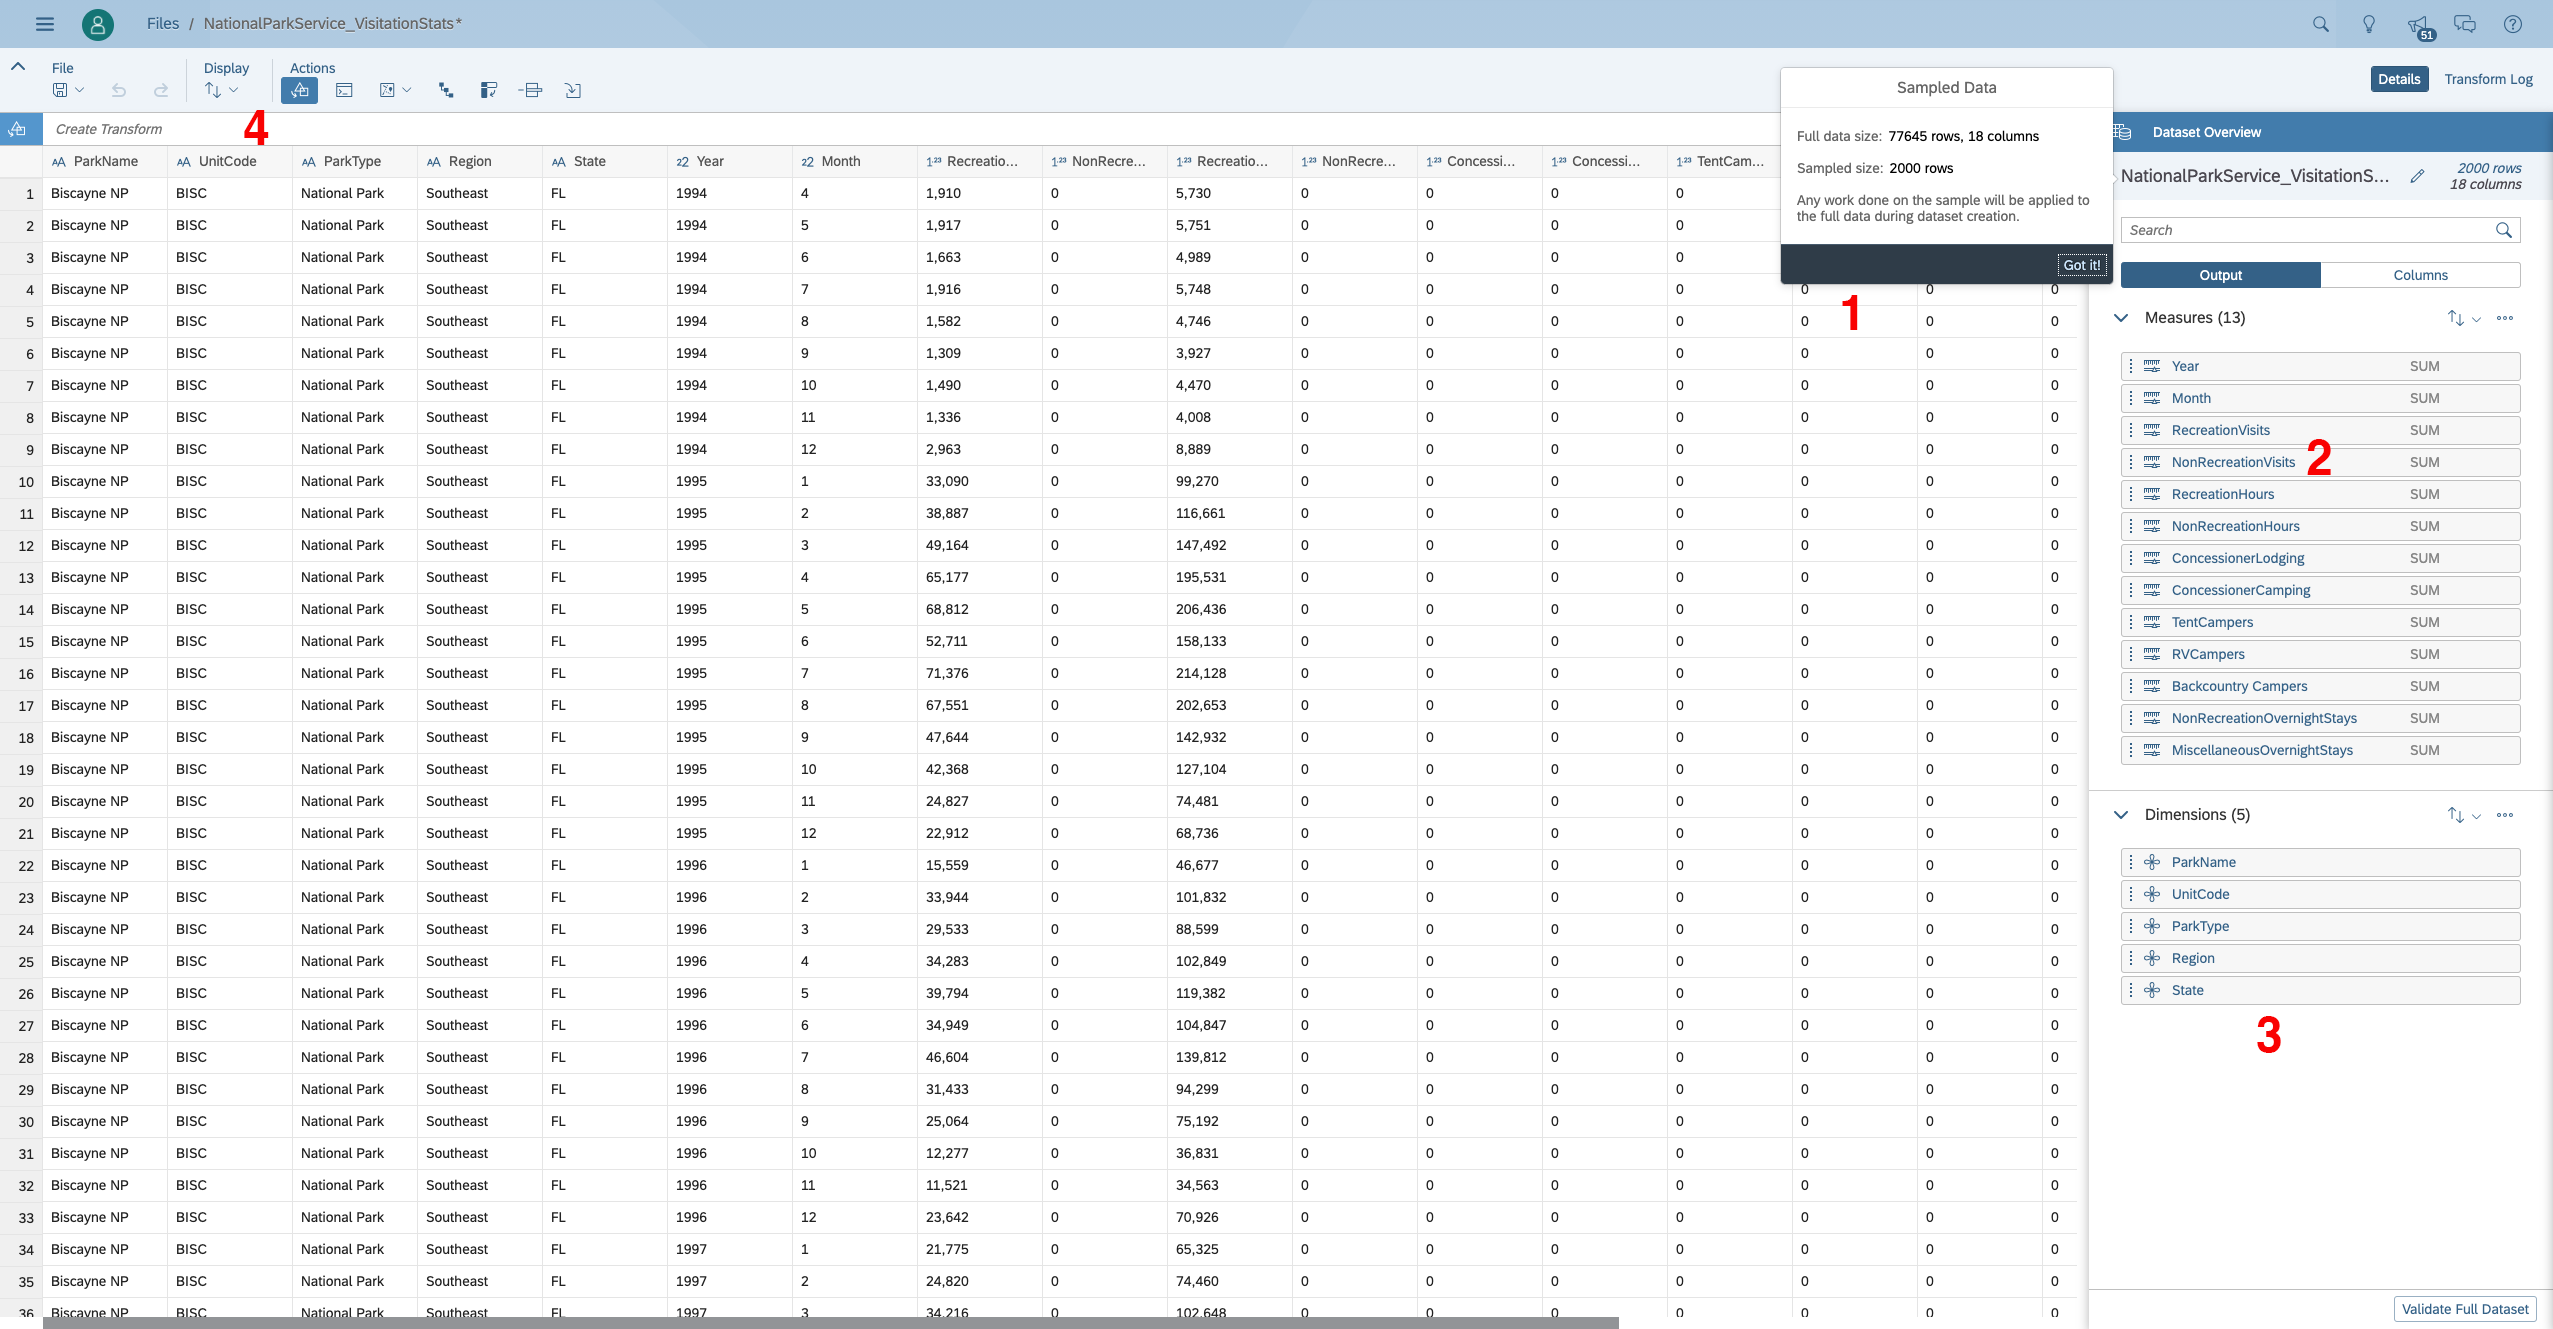 Files / NationalParkService_VisitationStats*
51
File Display Actions
Details Transform Log
4
Create Transform
Sampled Data
Full data size: 77645 rows, 18 columns
Sampled size: 2000 rows
Any work done on the sample will be applied to
the full data during dataset creation.
Got it!
1
ParkName UnitCode ParkType Region State Year Month Recreatio... NonRecre... Recreatio... NonRecre... Concessi... Concessi... TentCam...
1 Biscayne NP BISC National Park Southeast FL 1994 4 1,910 0 5,730 0 0 0 0
2 Biscayne NP BISC National Park Southeast FL 1994 5 1,917 0 5,751 0 0 0 0
3 Biscayne NP BISC National Park Southeast FL 1994 6 1,663 0 4,989 0 0 0 0
4 Biscayne NP BISC National Park Southeast FL 1994 7 1,916 0 5,748 0 0 0 0 0 0 0
5 Biscayne NP BISC National Park Southeast FL 1994 8 1,582 0 4,746 0 0 0 0 0 0 0
6 Biscayne NP BISC National Park Southeast FL 1994 9 1,309 0 3,927 0 0 0 0 0 0 0
7 Biscayne NP BISC National Park Southeast FL 1994 10 1,490 0 4,470 0 0 0 0 0 0 0
8 Biscayne NP BISC National Park Southeast FL 1994 11 1,336 0 4,008 0 0 0 0 0 0 0
9 Biscayne NP BISC National Park Southeast FL 1994 12 2,963 0 8,889 0 0 0 0 0 0 0
10 Biscayne NP BISC National Park Southeast FL 1995 1 33,090 0 99,270 0 0 0 0 0 0 0
11 Biscayne NP BISC National Park Southeast FL 1995 2 38,887 0 116,661 0 0 0 0 0 0 0
12 Biscayne NP BISC National Park Southeast FL 1995 3 49,164 0 147,492 0 0 0 0 0 0 0
13 Biscayne NP BISC National Park Southeast FL 1995 4 65,177 0 195,531 0 0 0 0 0 0 0
14 Biscayne NP BISC National Park Southeast FL 1995 5 68,812 0 206,436 0 0 0 0 0 0 0
15 Biscayne NP BISC National Park Southeast FL 1995 6 52,711 0 158,133 0 0 0 0 0 0 0
16 Biscayne NP BISC National Park Southeast FL 1995 7 71,376 0 214,128 0 0 0 0 0 0 0
17 Biscayne NP BISC National Park Southeast FL 1995 8 67,551 0 202,653 0 0 0 0 0 0 0
18 Biscayne NP BISC National Park Southeast FL 1995 9 47,644 0 142,932 0 0 0 0 0 0 0
19 Biscayne NP BISC National Park Southeast FL 1995 10 42,368 0 127,104 0 0 0 0 0 0 0
20 Biscayne NP BISC National Park Southeast FL 1995 11 24,827 0 74,481 0 0 0 0 0 0 0
21 Biscayne NP BISC National Park Southeast FL 1995 12 22,912 0 68,736 0 0 0 0 0 0 0
22 Biscayne NP BISC National Park Southeast FL 1996 1 15,559 0 46,677 0 0 0 0 0 0 0
23 Biscayne NP BISC National Park Southeast FL 1996 2 33,944 0 101,832 0 0 0 0 0 0 0
24 Biscayne NP BISC National Park Southeast FL 1996 3 29,533 0 88,599 0 0 0 0 0 0 0
25 Biscayne NP BISC National Park Southeast FL 1996 4 34,283 0 102,849 0 0 0 0 0 0 0
26 Biscayne NP BISC National Park Southeast FL 1996 5 39,794 0 119,382 0 0 0 0 0 0 0
27 Biscayne NP BISC National Park Southeast FL 1996 6 34,949 0 104,847 0 0 0 0 0 0 0
28 Biscayne NP BISC National Park Southeast FL 1996 7 46,604 0 139,812 0 0 0 0 0 0 0
29 Biscayne NP BISC National Park Southeast FL 1996 8 31,433 0 94,299 0 0 0 0 0 0 0
30 Biscayne NP BISC National Park Southeast FL 1996 9 25,064 0 75,192 0 0 0 0 0 0 0
31 Biscayne NP BISC National Park Southeast FL 1996 10 12,277 0 36,831 0 0 0 0 0 0 0
32 Biscayne NP BISC National Park Southeast FL 1996 11 11,521 0 34,563 0 0 0 0 0 0 0
33 Biscayne NP BISC National Park Southeast FL 1996 12 23,642 0 70,926 0 0 0 0 0 0 0
34 Biscayne NP BISC National Park Southeast FL 1997 1 21,775 0 65,325 0 0 0 0 0 0 0
35 Biscayne NP BISC National Park Southeast FL 1997 2 24,820 0 74,460 0 0 0 0 0 0 0
36 Biscayne NP BISC National Park Southeast FL 1997 3 34,216 0 102,648 0 0 0 0 0 0 0
Dataset Overview
NationalParkService_VisitationS...
2000 rows
18 columns
Search
Output Columns
Measures (13)
Year SUM
Month SUM
RecreationVisits SUM
NonRecreationVisits SUM
2
RecreationHours SUM
NonRecreationHours SUM
ConcessionerLodging SUM
ConcessionerCamping SUM
TentCampers SUM
RVCampers SUM
Backcountry Campers SUM
NonRecreationOvernightStays SUM
MiscellaneousOvernightStays SUM
Dimensions (5)
ParkName
UnitCode
ParkType
Region
State
3
Validate Full Dataset